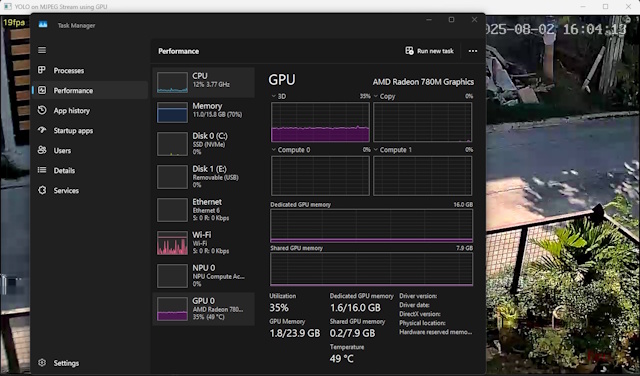 YOLO on MJPEG Stream using GPU
19fps
025-08-02 16:04:13
Task Manager
Processes
Performance
App history
Startup apps
Users
Details
Services
Settings
Performance
Run new task
CPU
12% 3.77 GHz
Memory
11.0/15.8 GB (70%)
Disk 0 (C:)
SSD (NVMe)
0%
Disk 1 (E:)
Removable (USB)
0%
Ethernet
Ethernet 6
S: 0 R: 0 Kbps
Wi-Fi
Wi-Fi
S: 0 R: 0 Kbps
NPU 0
NPU Compute Ac...
0%
GPU 0
AMD Radeon 780...
35% (49 °C)
GPU
AMD Radeon 780M Graphics
3D 35%
Copy 0%
Compute 0 0%
Compute 1 0%
Dedicated GPU memory 16.0 GB
Shared GPU memory 7.9 GB
Utilization
35%
Dedicated GPU memory
1.6/16.0 GB
Driver version:
Driver date:
DirectX version:
Physical location:
Hardware reserved memo...
GPU Memory
1.8/23.9 GB
Shared GPU memory
0.2/7.9 GB
Temperature
49 °C